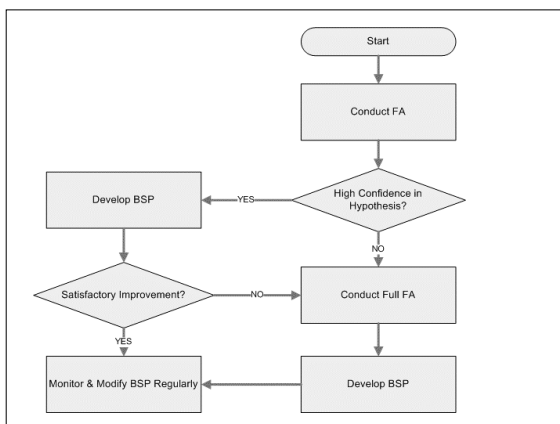 Start
Conduct FA
High Confidence in
Hypothesis?
YES
Develop BSP
NO
Satisfactory Improvement?
NO
Conduct Full FA
YES
Monitor & Modify BSP Regularly
Develop BSP